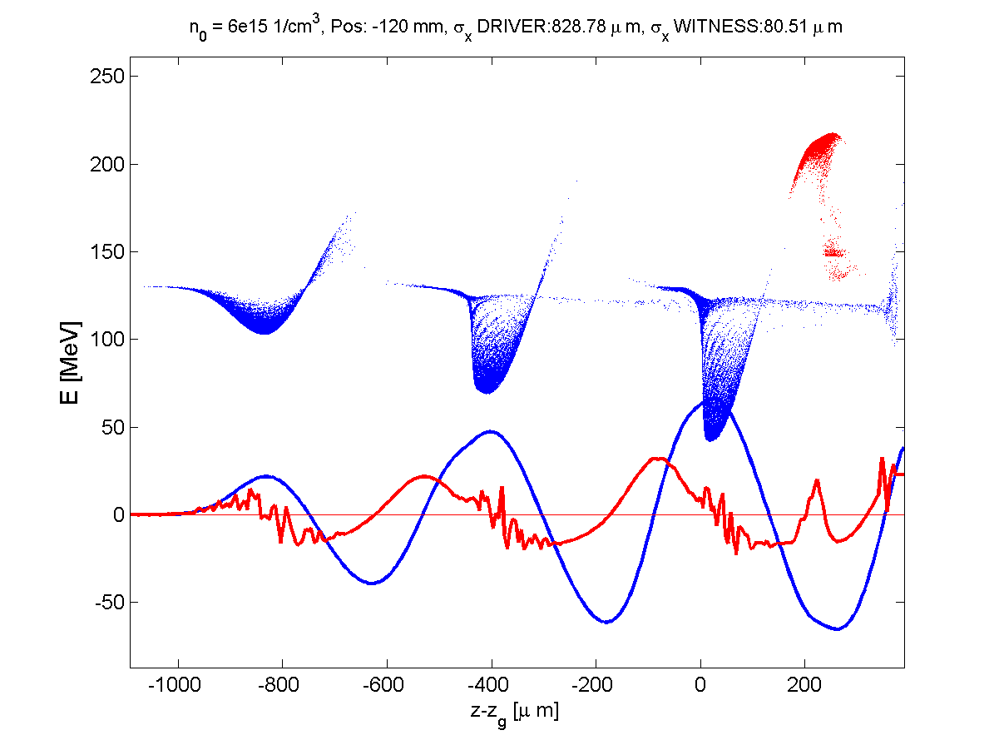 n0 = 6e15 1/cm3, Pos: -120 mm, σx DRIVER:828.78 μ m, σx WITNESS:80.51 μ m
250
200
150
100
50
0
-50
E [MeV]
-1000 -800 -600 -400 -200 0 200
z-zg [μ m]